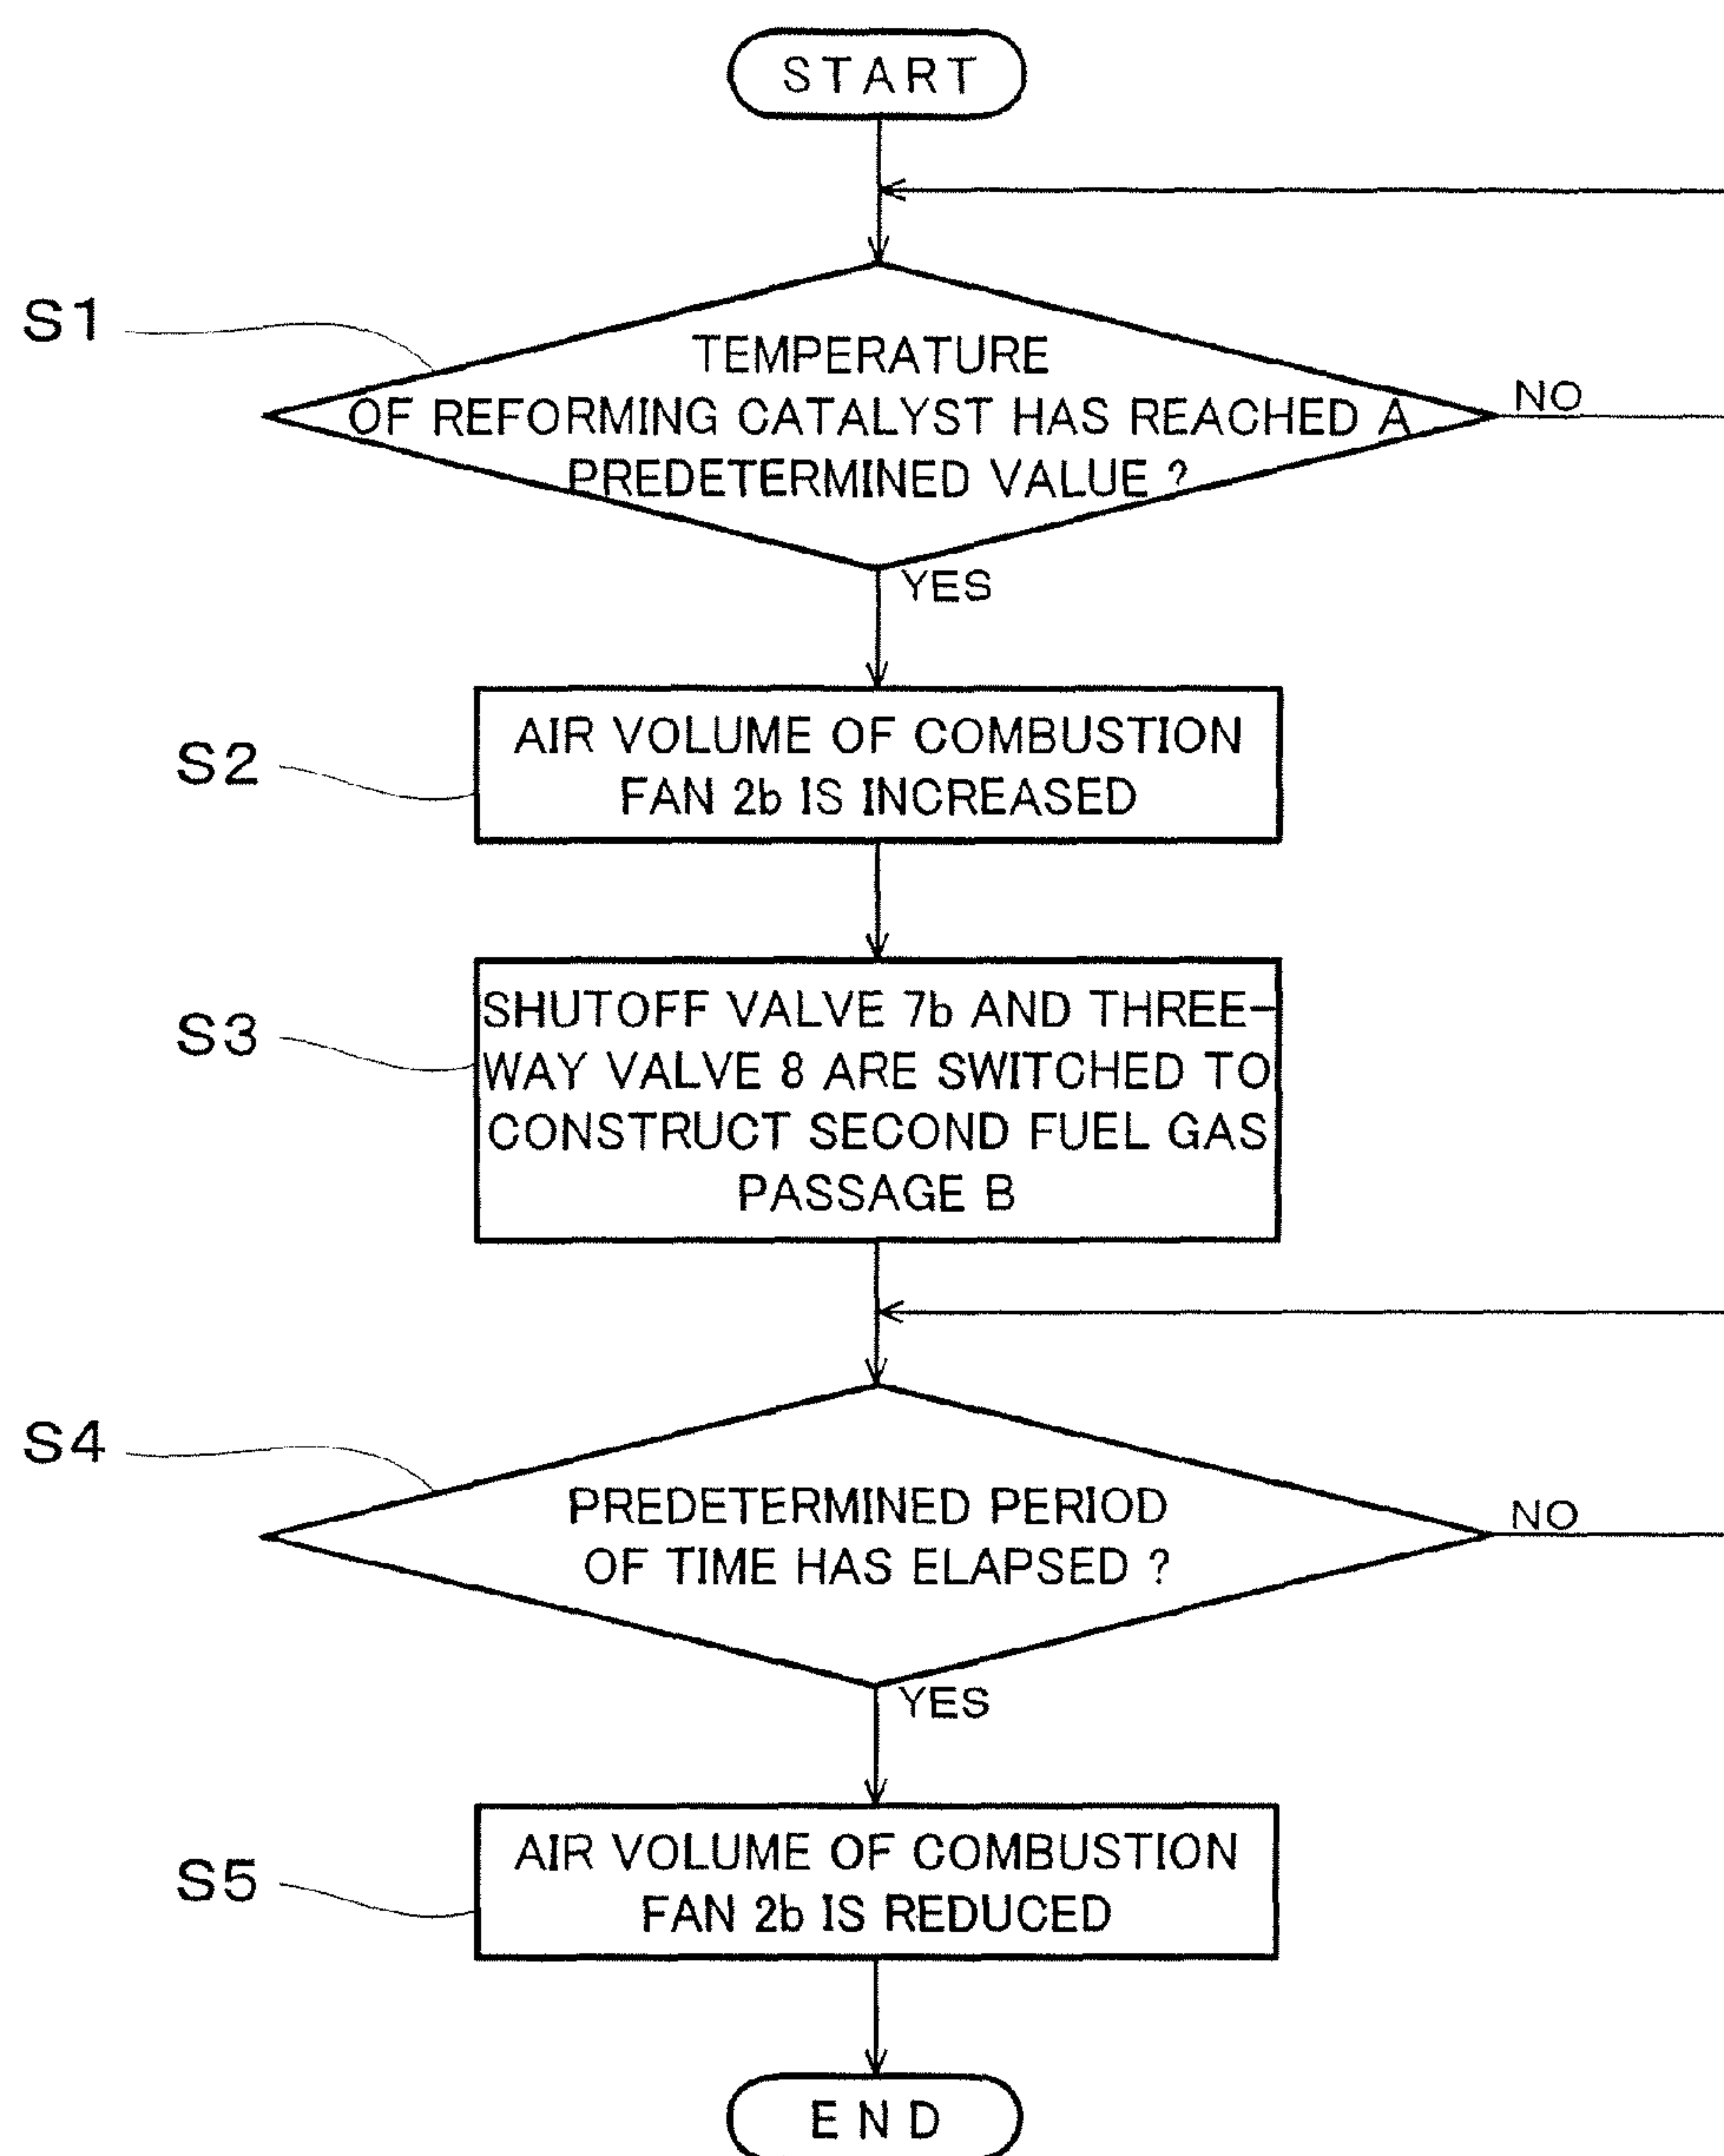 START
S1
TEMPERATURE
OF REFORMING CATALYST HAS REACHED A
PREDETERMINED VALUE ?
NO
YES
S2
AIR VOLUME OF COMBUSTION
FAN 2b IS INCREASED
S3
SHUTOFF VALVE 7b AND THREE-
WAY VALVE 8 ARE SWITCHED TO
CONSTRUCT SECOND FUEL GAS
PASSAGE B
S4
PREDETERMINED PERIOD
OF TIME HAS ELAPSED ?
NO
YES
S5
AIR VOLUME OF COMBUSTION
FAN 2b IS REDUCED
END